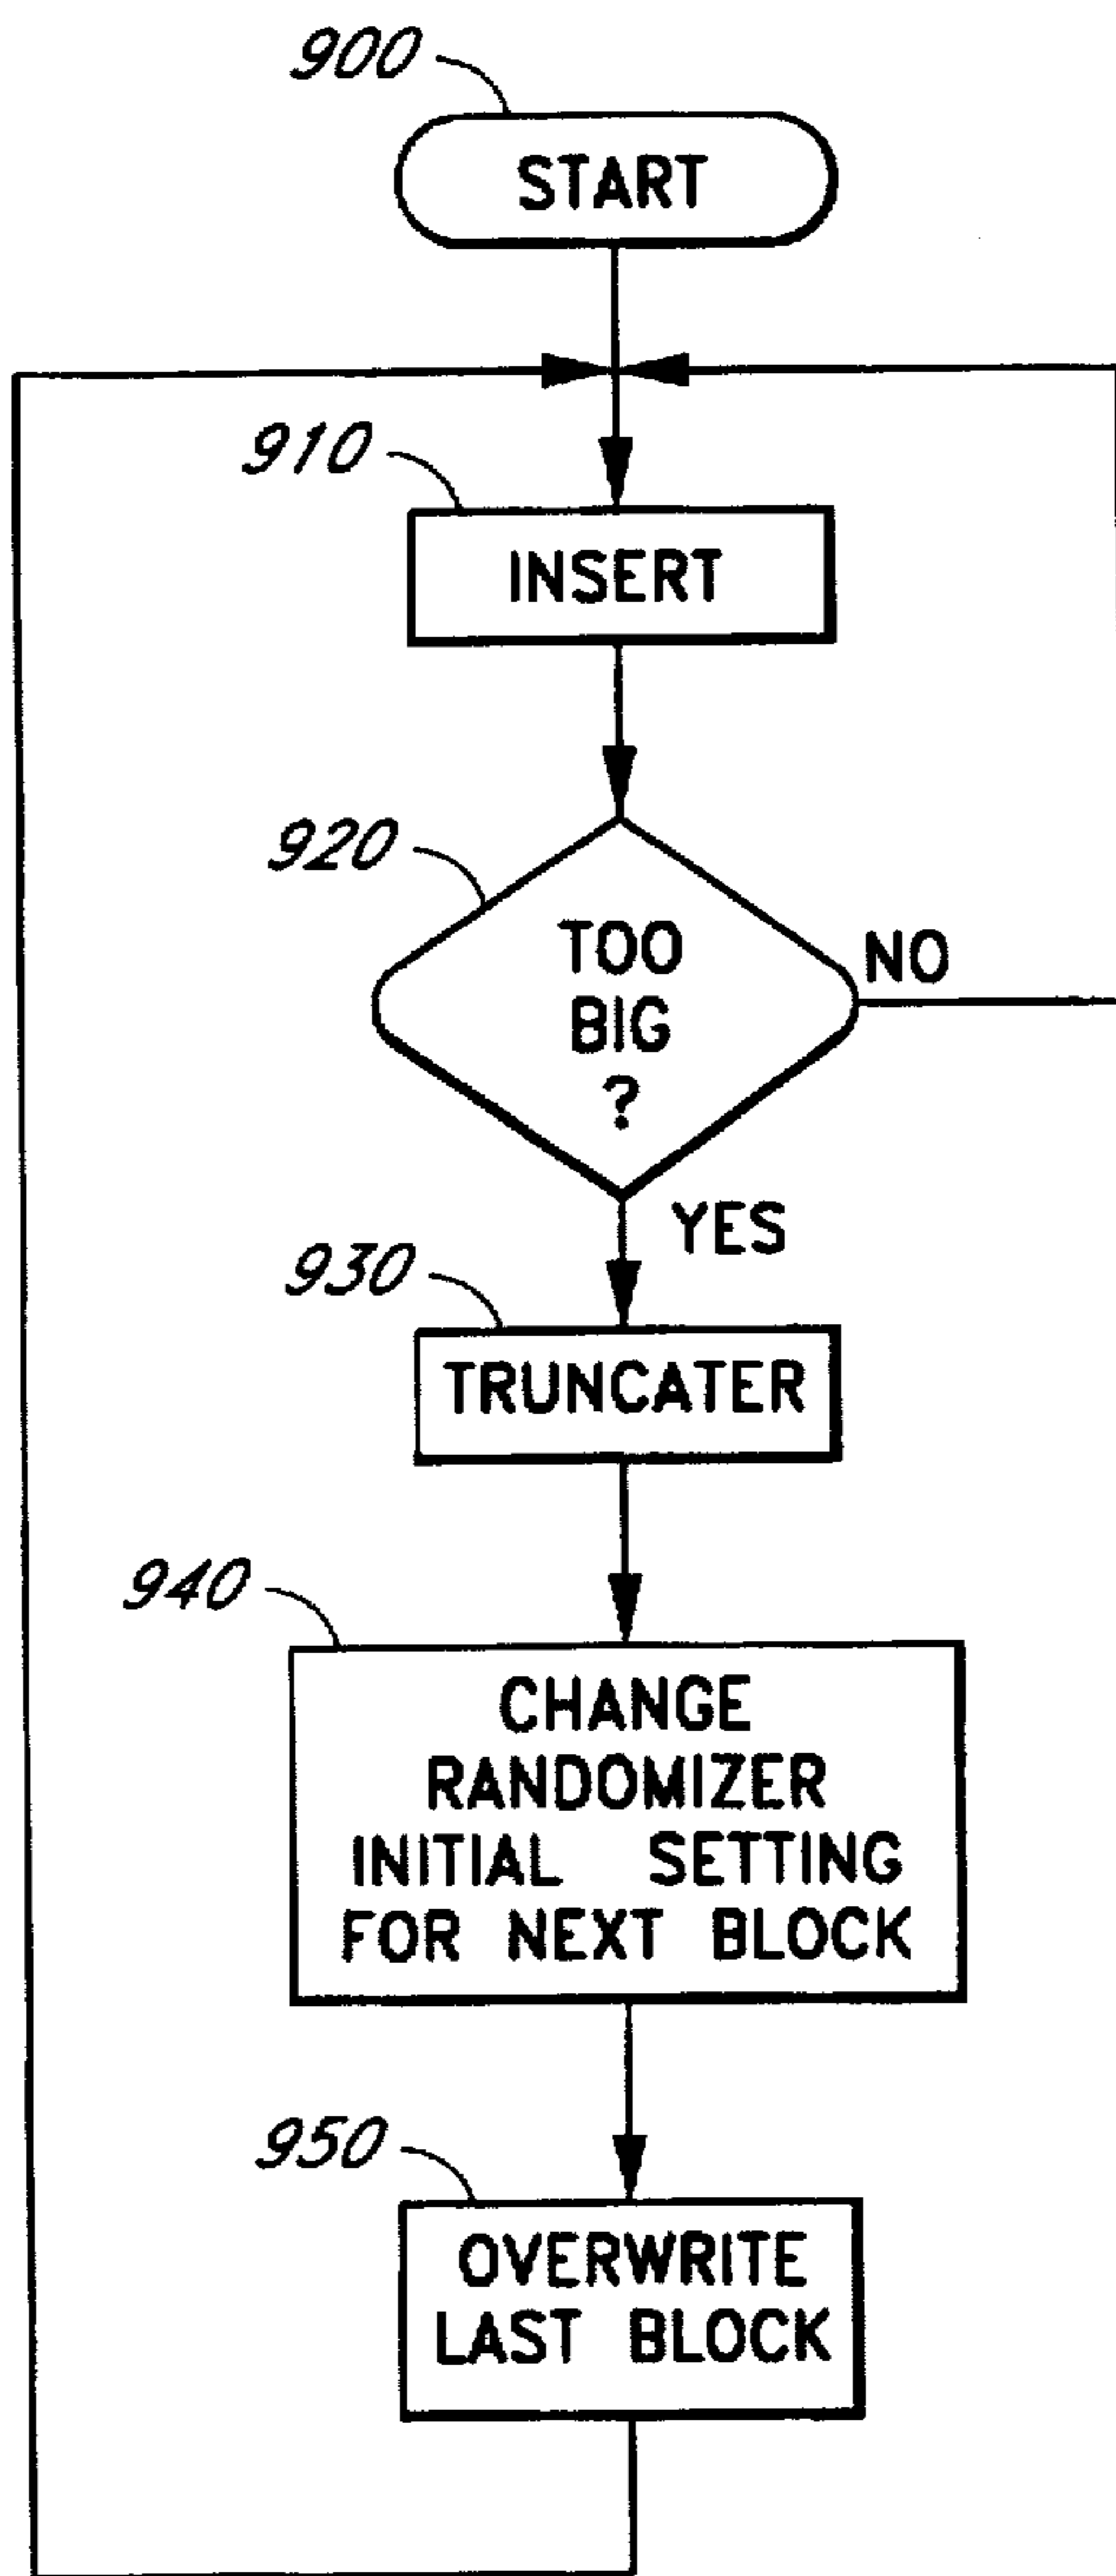 900
START
910
INSERT
920
TOO
BIG
?
NO
YES
930
TRUNCATER
940
CHANGE
RANDOMIZER
INITIAL SETTING
FOR NEXT BLOCK
950
OVERWRITE
LAST BLOCK